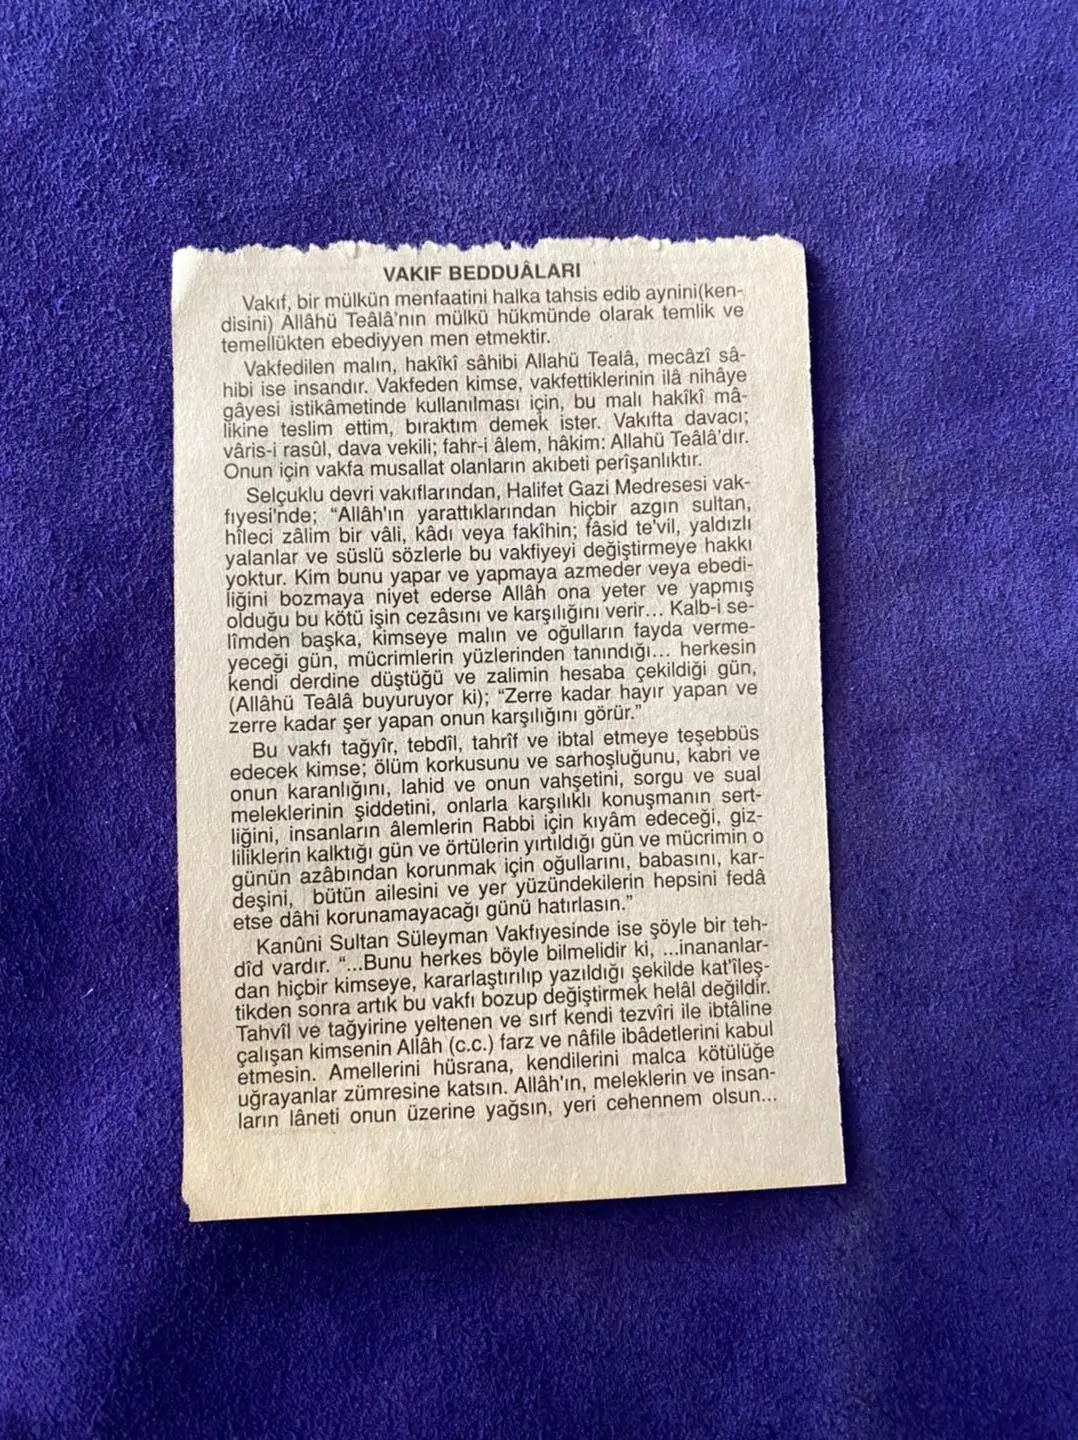 VAKIF BEDDUÂLARI
Vakıf, bir mülkün menfaatini halka tahsis edib aynini(ken-
disini) Allâhü Teâlâ'nın mülkü hükmünde olarak temlik ve
temellükten ebediyyen men etmektir.
Vakfedilen malın, hakîkî sâhibi Allahü Tealâ, mecâzî sâ-
hibi ise insandır. Vakfeden kimse, vakfettiklerinin ilâ nihâye
gâyesi istikâmetinde kullanılması için, bu malı hakîkî mâ-
likine teslim ettim, bıraktım demek ister. Vakıfta davacı;
vâris-i rasûl, dava vekili; fahr-i âlem, hâkim: Allahü Teâlâ'dır.
Onun için vakfa musallat olanların akıbeti perîşanlıktır.
Selçuklu devri vakıflarından, Halifet Gazi Medresesi vak-
fıyesi'nde; “Allâh'ın yarattıklarından hiçbir azgın sultan,
hîleci zâlim bir vâli, kâdı veya fakîhin; fâsid te'vil, yaldızlı
yalanlar ve süslü sözlerle bu vakfiyeyi değiştirmeye hakkı
yoktur. Kim bunu yapar ve yapmaya azmeder veya ebedi-
liğini bozmaya niyet ederse Allâh ona yeter ve yapmış
olduğu bu kötü işin cezâsını ve karşılığını verir... Kalb-i se-
lîmden başka, kimseye malın ve oğulların fayda verme-
yeceği gün, mücrimlerin yüzlerinden tanındığı... herkesin
kendi derdine düştüğü ve zalimin hesaba çekildiği gün,
(Allâhü Teâlâ buyuruyor ki); “Zerre kadar hayır yapan ve
zerre kadar şer yapan onun karşılığını görür.”
Bu vakfı tağyîr, tebdîl, tahrîf ve ibtal etmeye teşebbüs
edecek kimse; ölüm korkusunu ve sarhoşluğunu, kabri ve
onun karanlığını, lahid ve onun vahşetini, sorgu ve sual
meleklerinin şiddetini, onlarla karşılıklı konuşmanın sert-
liğini, insanların âlemlerin Rabbi için kıyâm edeceği, giz-
liliklerin kalktığı gün ve örtülerin yırtıldığı gün ve mücrimin o
günün azâbından korunmak için oğullarını, babasını, kar-
deşini, bütün ailesini ve yer yüzündekilerin hepsini fedâ
etse dâhi korunamayacağı günü hatırlasın.”
Kanûni Sultan Süleyman Vakfıyesinde ise şöyle bir teh-
dîd vardır. “...Bunu herkes böyle bilmelidir ki, ...inananlar-
dan hiçbir kimseye, kararlaştırılıp yazıldığı şekilde kat'îleş-
tikden sonra artık bu vakfı bozup değiştirmek helâl değildir.
Tahvîl ve tağyirine yeltenen ve sırf kendi tezvîri ile ibtâline
çalışan kimsenin Allâh (c.c.) farz ve nâfile ibâdetlerini kabul
etmesin. Amellerini hüsrana, kendilerini malca kötülüğe
uğrayanlar zümresine katsın. Allâh'ın, meleklerin ve insan-
ların lâneti onun üzerine yağsın, yeri cehennem olsun...